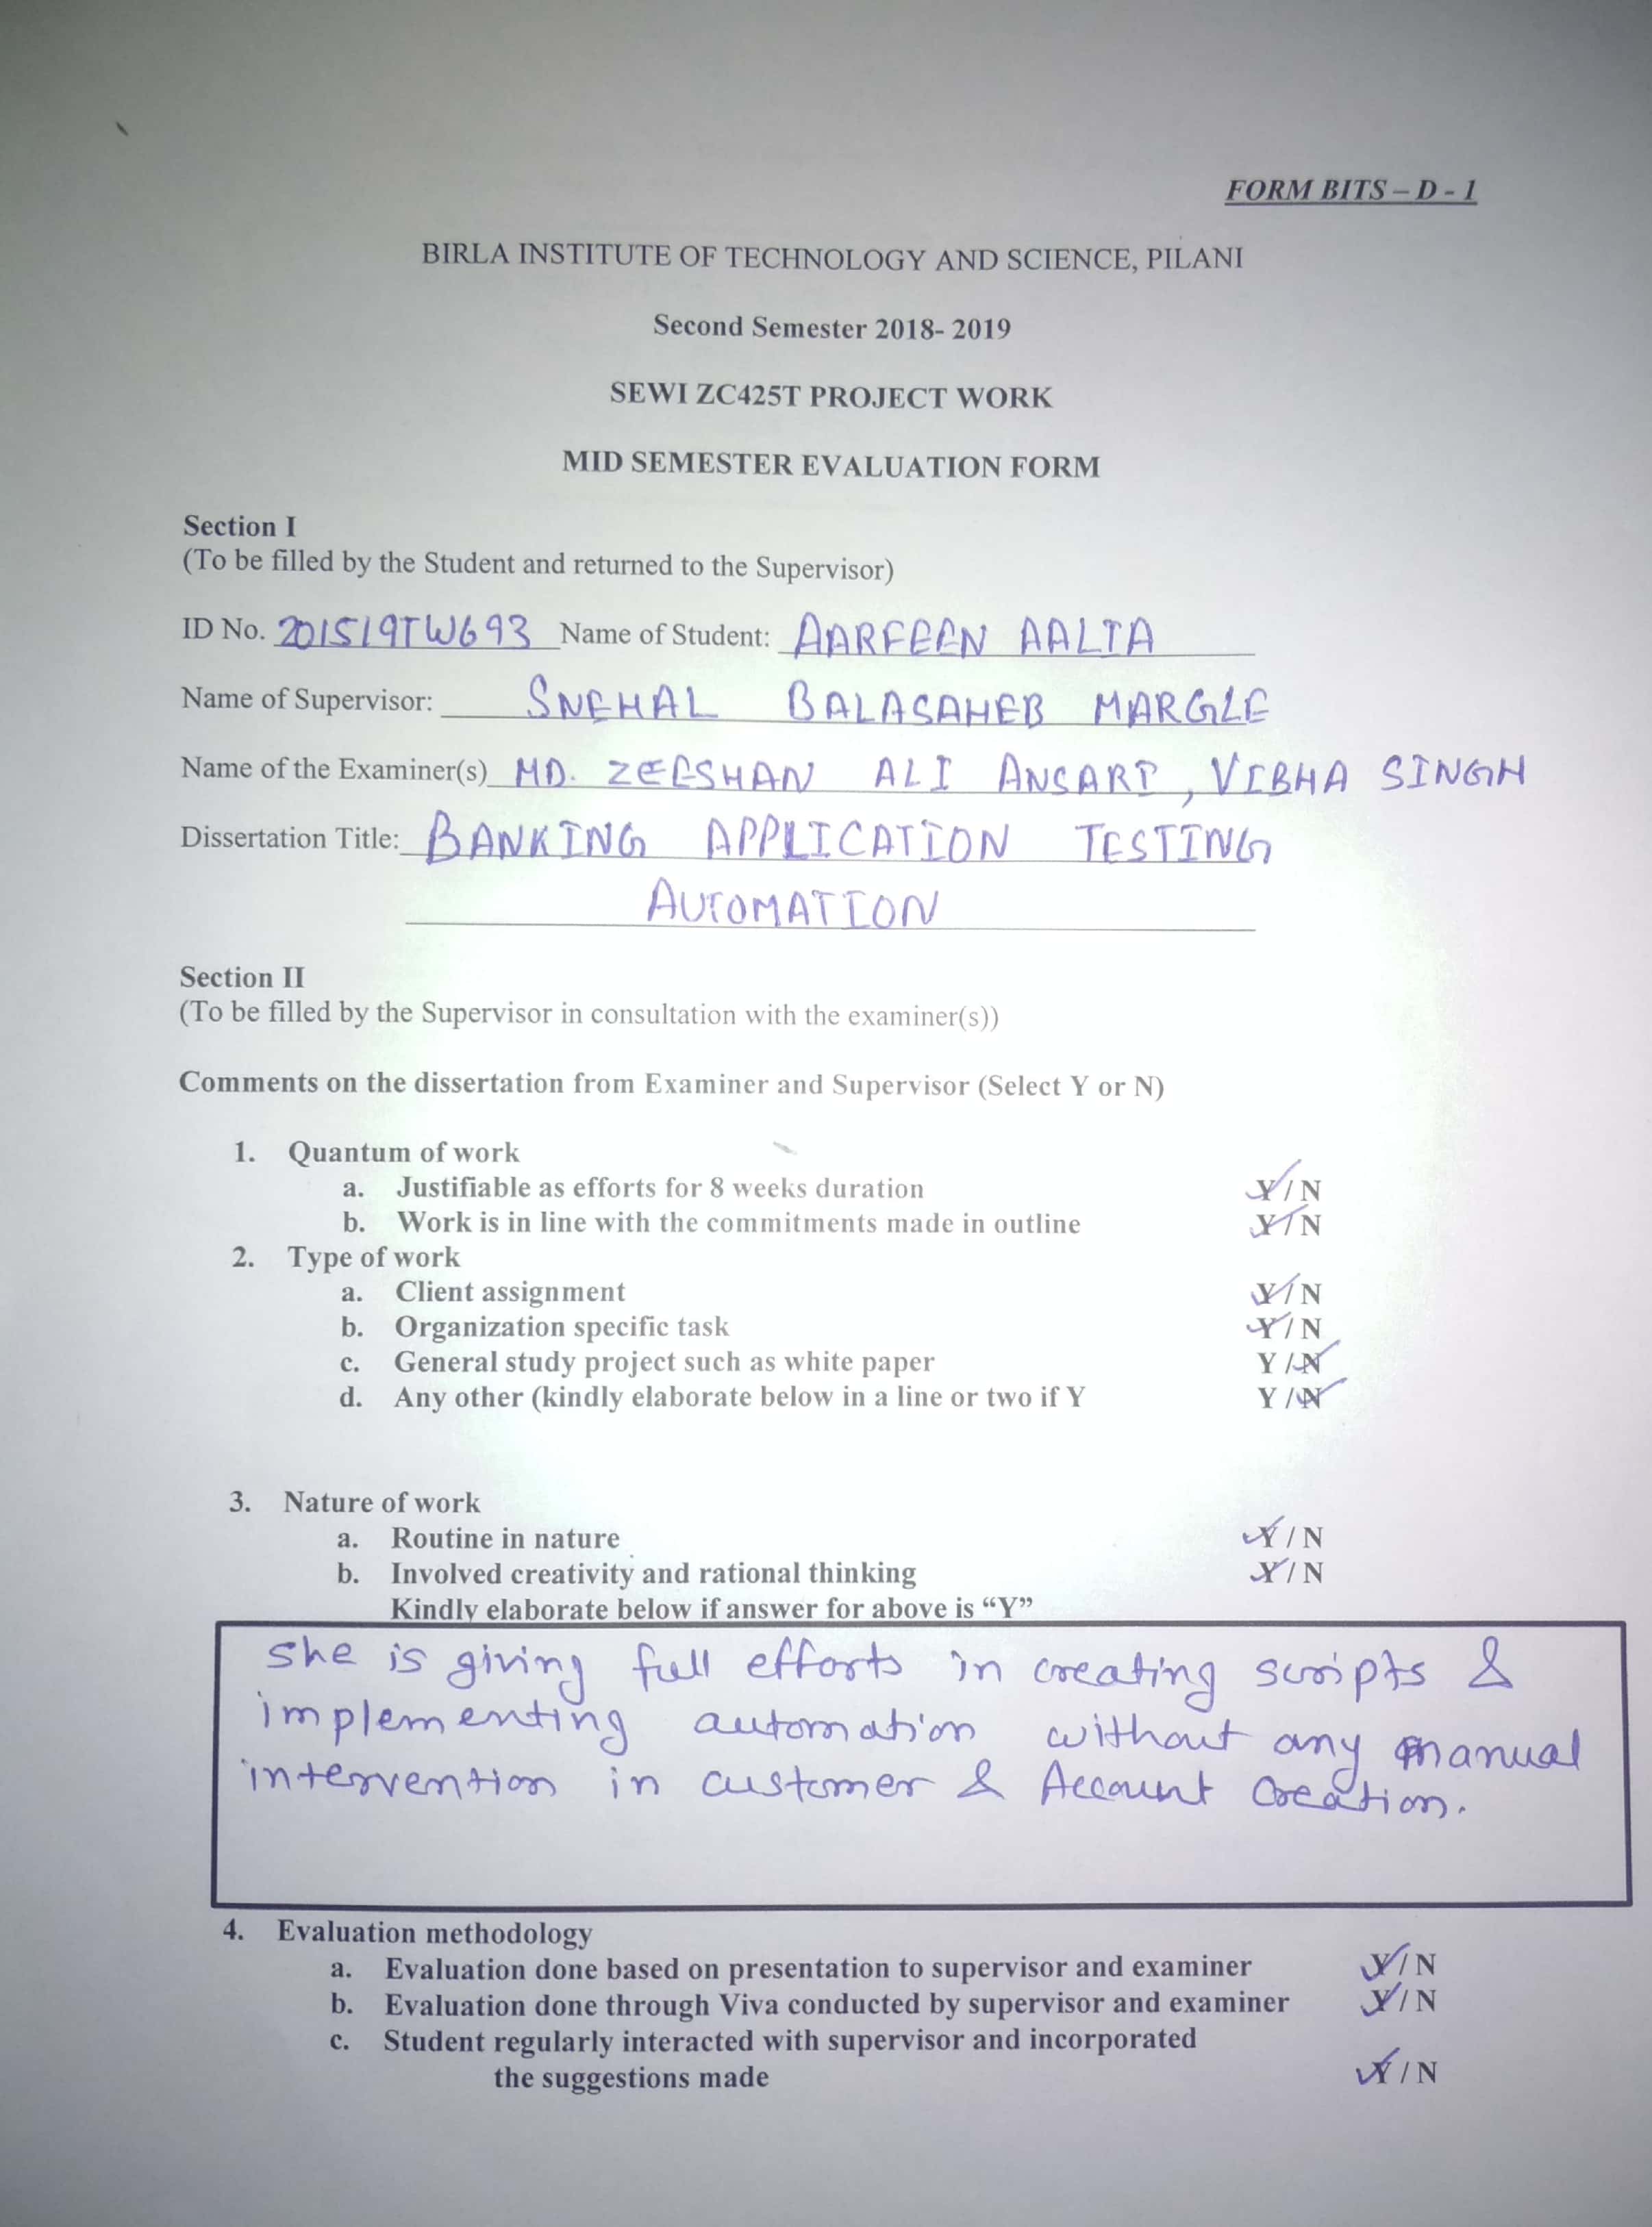 FORM BITS – D - 1
BIRLA INSTITUTE OF TECHNOLOGY AND SCIENCE, PILANI
Second Semester 2018- 2019
SEWI ZC425T PROJECT WORK
MID SEMESTER EVALUATION FORM
Section I
(To be filled by the Student and returned to the Supervisor)
ID No. 201519TW693 Name of Student: AARFEEN AALIA
Name of Supervisor: SNEHAL BALASAHEB MARGLE
Name of the Examiner(s) MD. ZEESHAN ALI ANSARI, VIBHA SINGH
Dissertation Title: BANKING APPLICATION TESTING
AUTOMATION
Section II
(To be filled by the Supervisor in consultation with the examiner(s))
Comments on the dissertation from Examiner and Supervisor (Select Y or N)
1. Quantum of work
a. Justifiable as efforts for 8 weeks duration Y / N
b. Work is in line with the commitments made in outline Y / N
2. Type of work
a. Client assignment Y / N
b. Organization specific task Y / N
c. General study project such as white paper Y / N
d. Any other (kindly elaborate below in a line or two if Y Y / N
3. Nature of work
a. Routine in nature Y / N
b. Involved creativity and rational thinking Y / N
Kindly elaborate below if answer for above is “Y”
She is giving full efforts in creating scripts &
implementing automation without any manual
intervention in customer & Account Creation.
4. Evaluation methodology
a. Evaluation done based on presentation to supervisor and examiner Y / N
b. Evaluation done through Viva conducted by supervisor and examiner Y / N
c. Student regularly interacted with supervisor and incorporated
the suggestions made Y / N